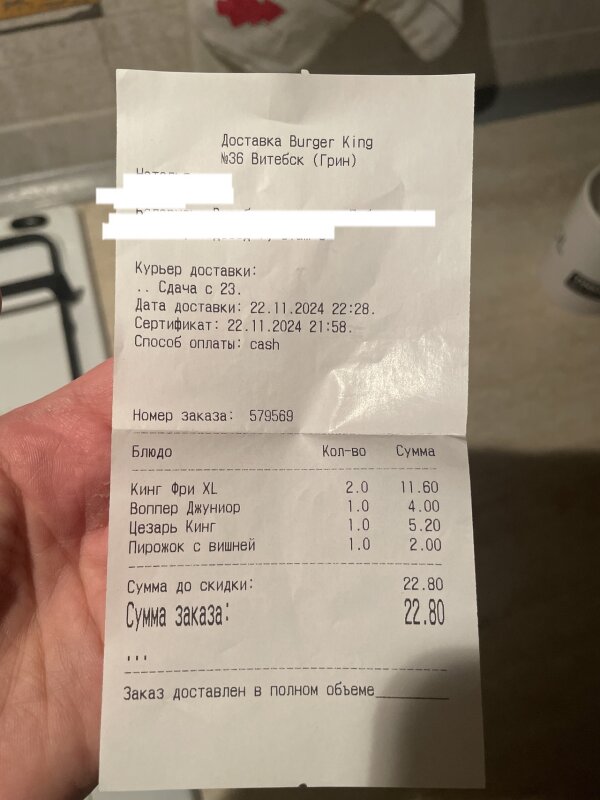 Доставка Burger King
№36 Витебск (Грин)
Курьер доставки:
.. Сдача с 23.
Дата доставки: 22.11.2024 22:28.
Сертификат: 22.11.2024 21:58.
Способ оплаты: cash
Номер заказа: 579569
Блюдо Кол-во Сумма
Кинг Фри XL 2.0 11.60
Воппер Джуниор 1.0 4.00
Цезарь Кинг 1.0 5.20
Пирожок с вишней 1.0 2.00
Сумма до скидки: 22.80
Сумма заказа: 22.80
...
Заказ доставлен в полном объеме________